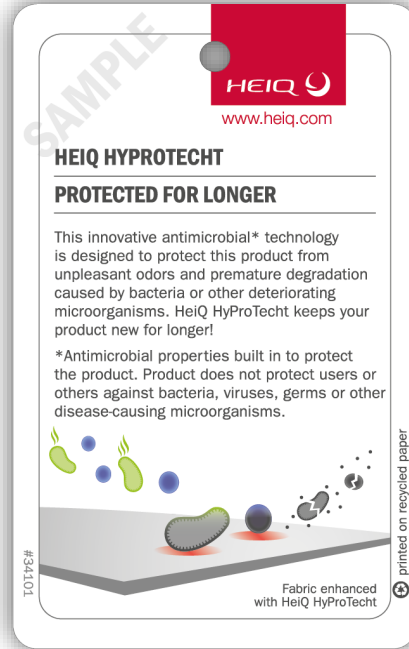 SAMPLE
HEIQ
www.heiq.com
HEIQ HYPROTECHT
PROTECTED FOR LONGER
This innovative antimicrobial* technology
is designed to protect this product from
unpleasant odors and premature degradation
caused by bacteria or other deteriorating
microorganisms. HeiQ HyProTecht keeps your
product new for longer!
*Antimicrobial properties built in to protect
the product. Product does not protect users or
others against bacteria, viruses, germs or other
disease-causing microorganisms.
#34101
Fabric enhanced
with HeiQ HyProTecht
printed on recycled paper